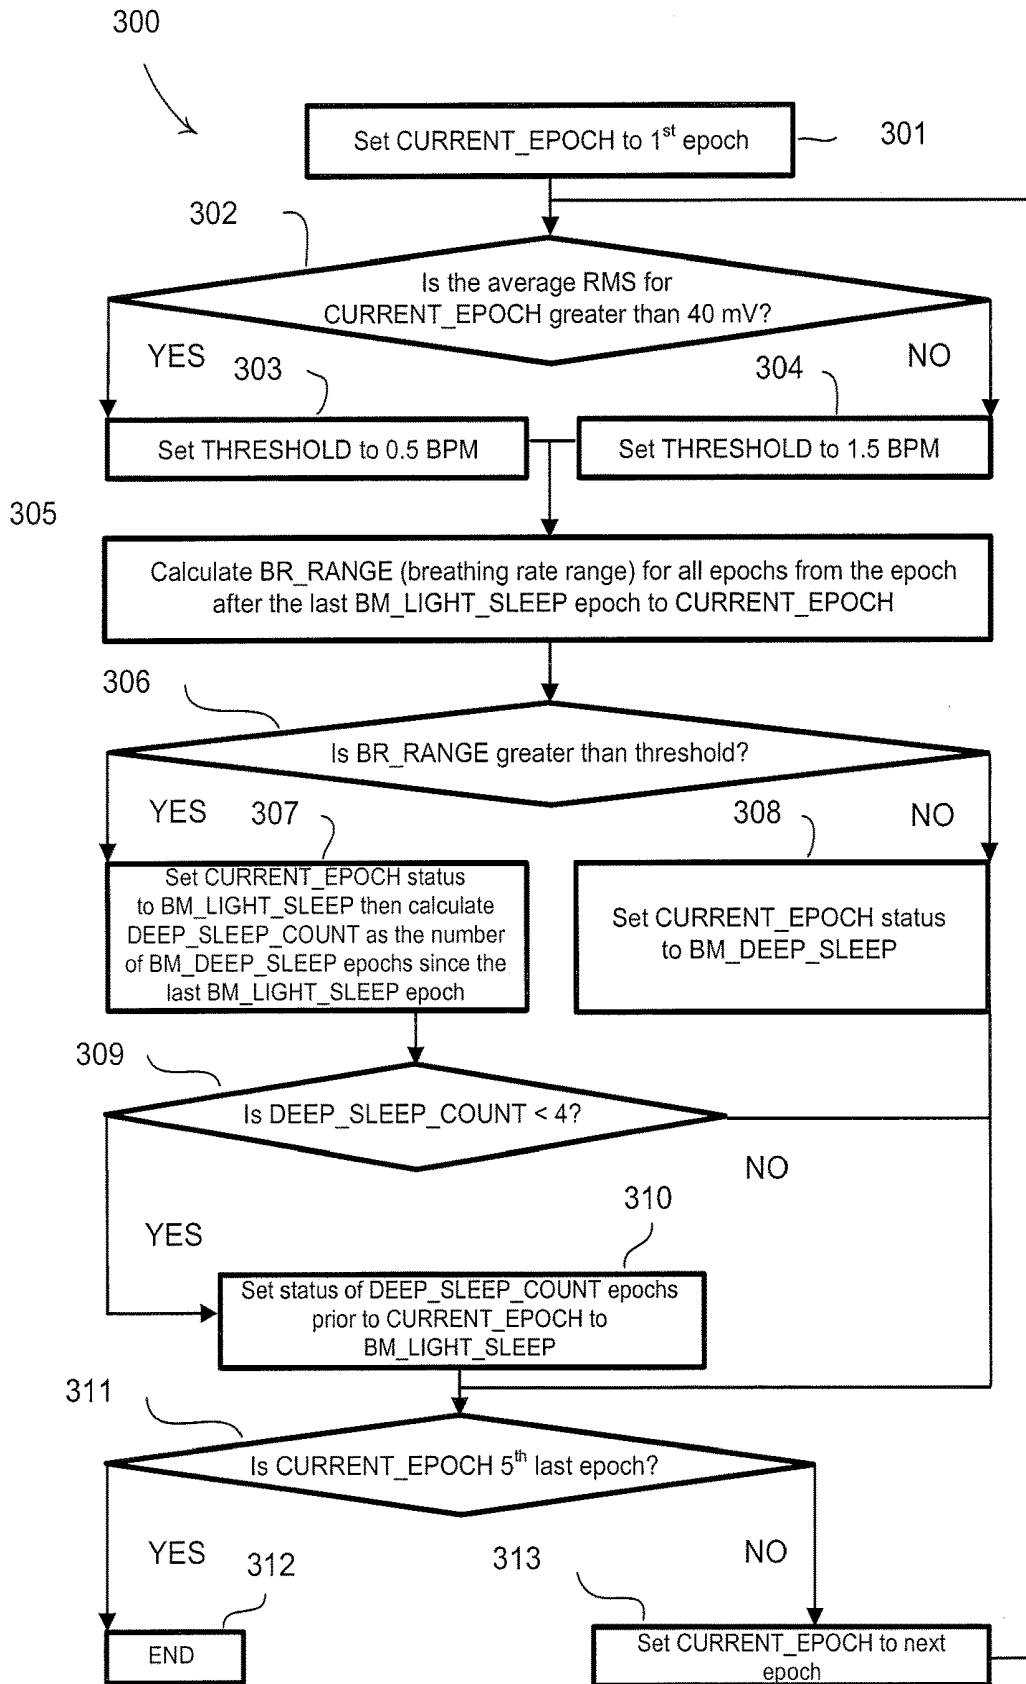 300
Set CURRENT_EPOCH to 1st epoch
301
302
Is the average RMS for
CURRENT_EPOCH greater than 40 mV?
YES
NO
303
304
Set THRESHOLD to 0.5 BPM
Set THRESHOLD to 1.5 BPM
305
Calculate BR_RANGE (breathing rate range) for all epochs from the epoch
after the last BM_LIGHT_SLEEP epoch to CURRENT_EPOCH
306
Is BR_RANGE greater than threshold?
YES
NO
307
308
Set CURRENT_EPOCH status
to BM_LIGHT_SLEEP then calculate
DEEP_SLEEP_COUNT as the number
of BM_DEEP_SLEEP epochs since the
last BM_LIGHT_SLEEP epoch
Set CURRENT_EPOCH status
to BM_DEEP_SLEEP
309
Is DEEP_SLEEP_COUNT < 4?
NO
YES
310
Set status of DEEP_SLEEP_COUNT epochs
prior to CURRENT_EPOCH to
BM_LIGHT_SLEEP
311
Is CURRENT_EPOCH 5th last epoch?
YES
NO
312
313
END
Set CURRENT_EPOCH to next
epoch